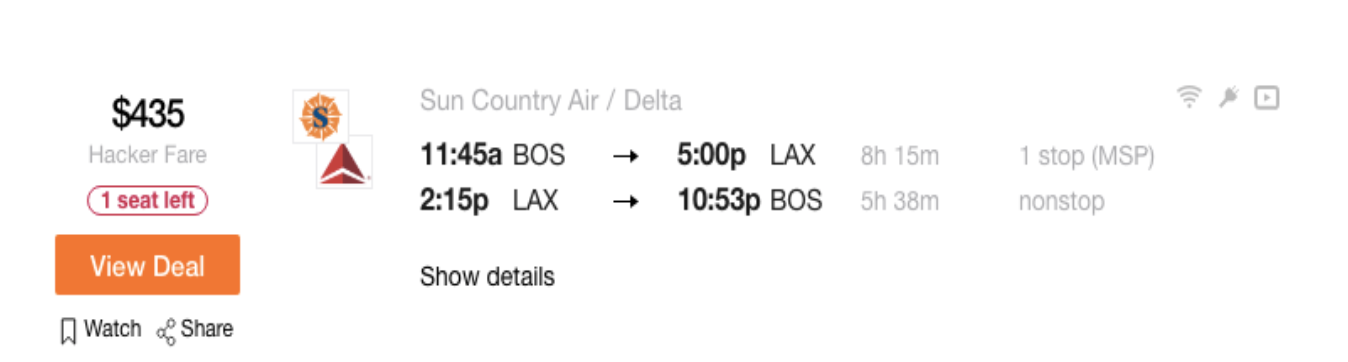 $435
Hacker Fare
1 seat left
View Deal
Watch Share
S
Sun Country Air / Delta
11:45a BOS → 5:00p LAX 8h 15m 1 stop (MSP)
2:15p LAX → 10:53p BOS 5h 38m nonstop
Show details